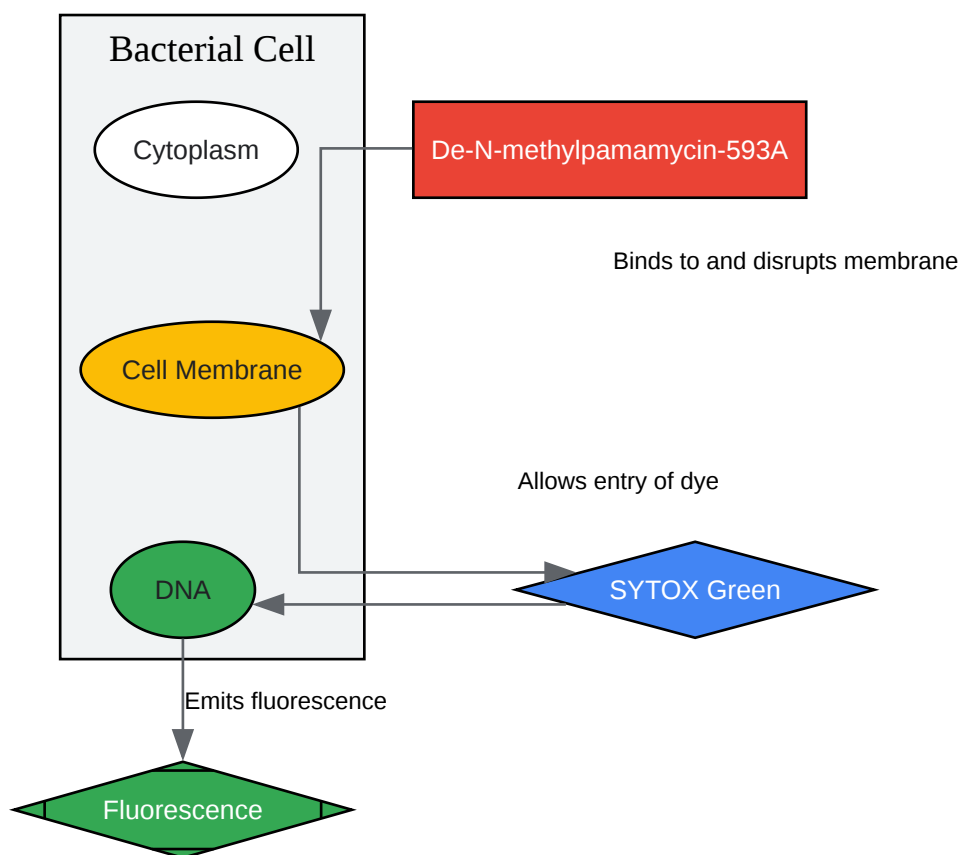 Bacterial Cell
Cytoplasm
De-N-methylpamamycin-593A
Binds to and disrupts membrane
Cell Membrane
Allows entry of dye
DNA
SYTOX Green
Emits fluorescence
Fluorescence